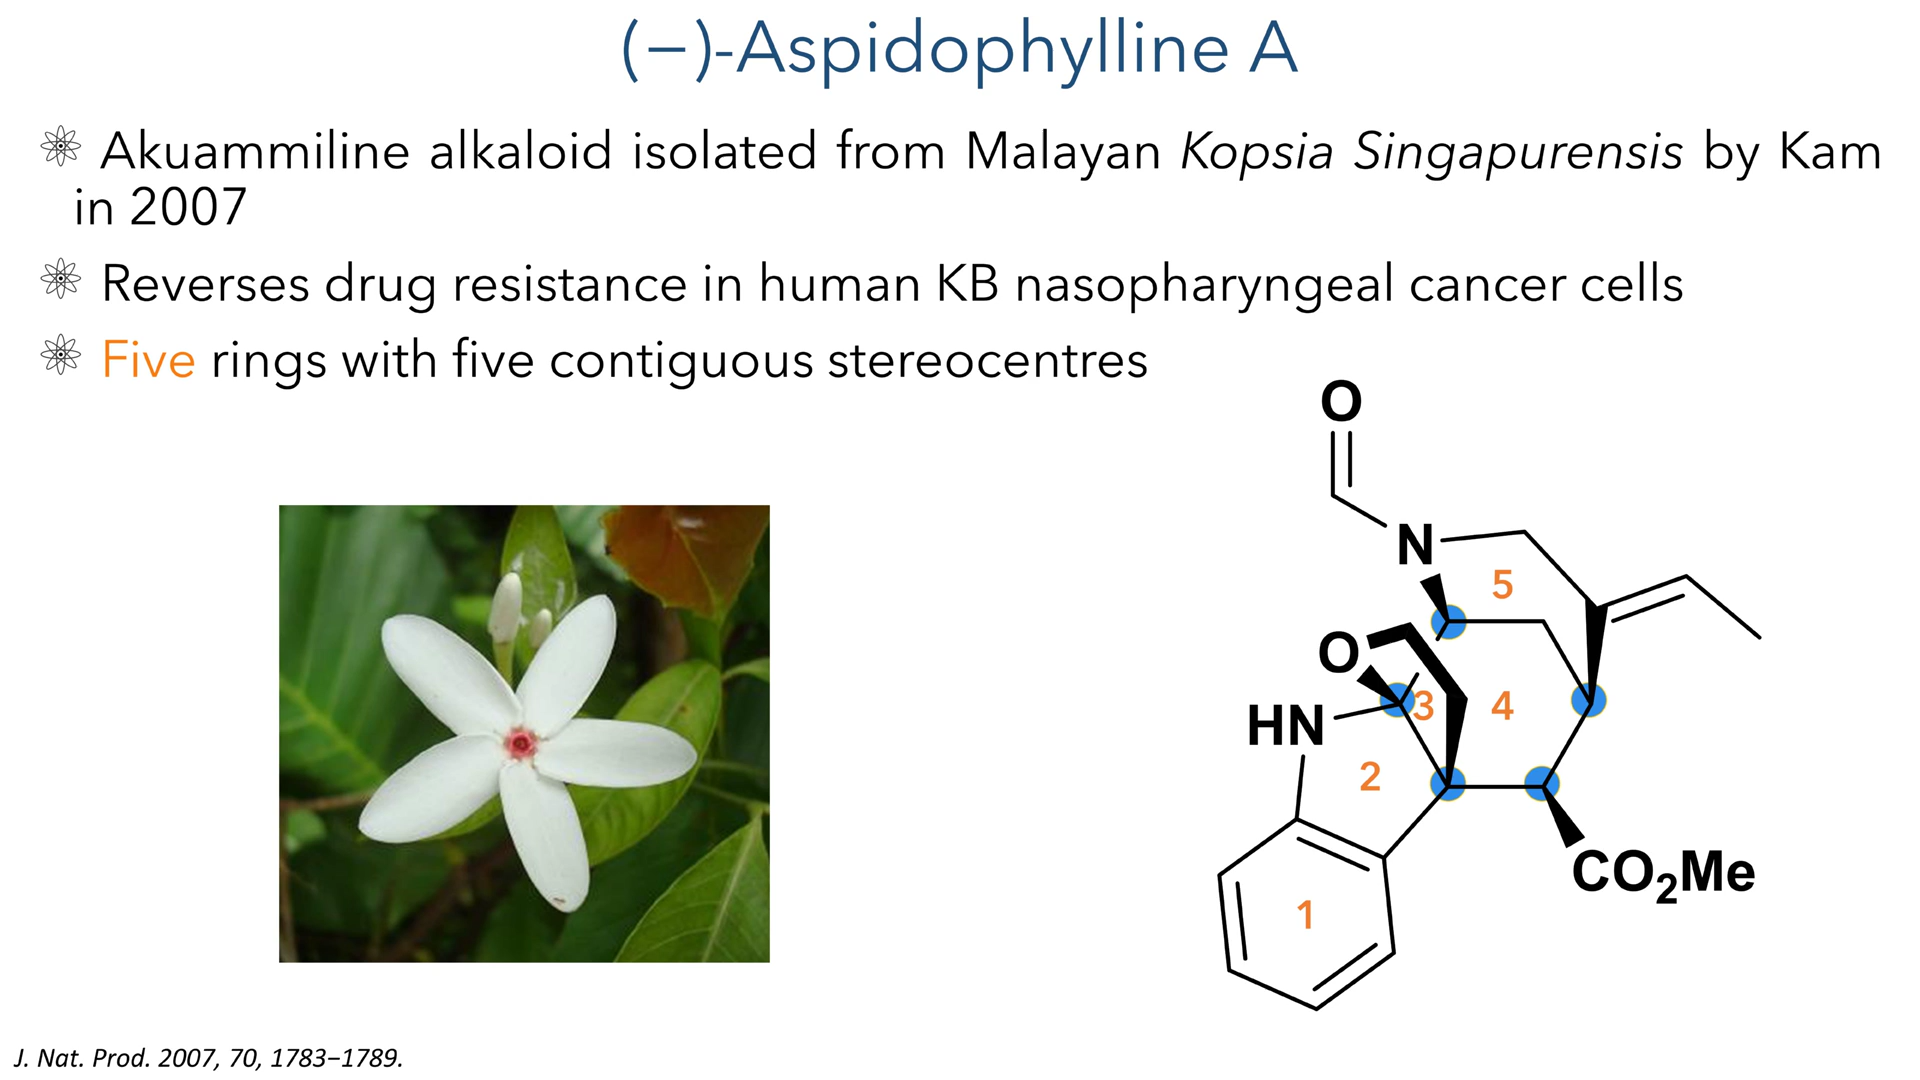 (−)-Aspidophylline A
Akuammiline alkaloid isolated from Malayan Kopsia Singapurensis by Kam
in 2007
Reverses drug resistance in human KB nasopharyngeal cancer cells
Five rings with five contiguous stereocentres
O
N
5
O
3
4
HN
2
CO₂Me
1
J. Nat. Prod. 2007, 70, 1783−1789.